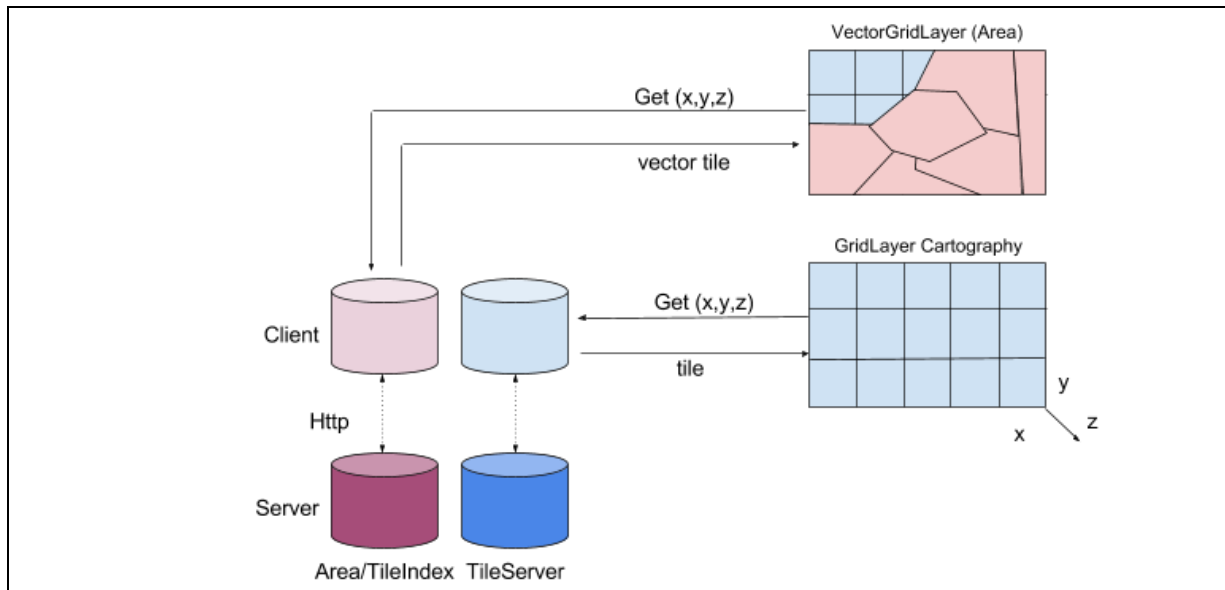 VectorGridLayer (Area)
Get (x,y,z)
vector tile
GridLayer Cartography
Get (x,y,z)
Client
tile
y
Http
z
x
Server
Area/TileIndex
TileServer